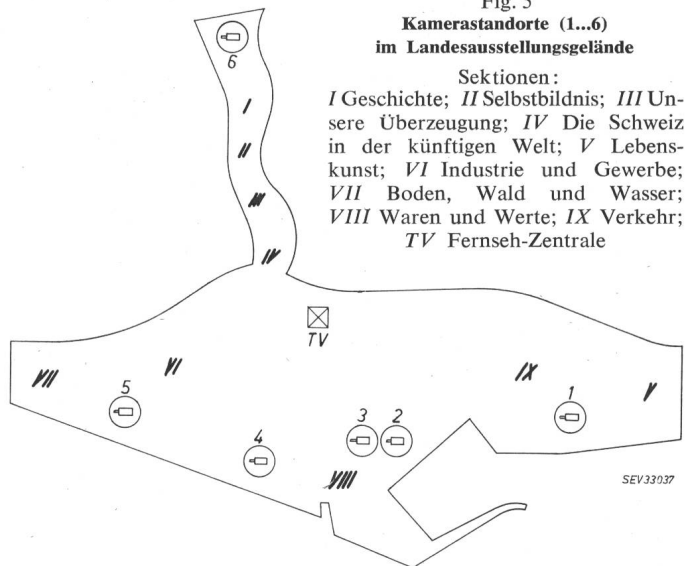 Fig. 5
Kamerastandorte (1...6)
im Landesausstellungsgelände
Sektionen:
I Geschichte; II Selbstbildnis; III Un-
sere Überzeugung; IV Die Schweiz
in der künftigen Welt; V Lebens-
kunst; VI Industrie und Gewerbe;
VII Boden, Wald und Wasser;
VIII Waren und Werte; IX Verkehr;
TV Fernseh-Zentrale
6
I
II
III
IV
TV
VII
VI
IX
V
5
4
3
2
1
VIII
SEV33037